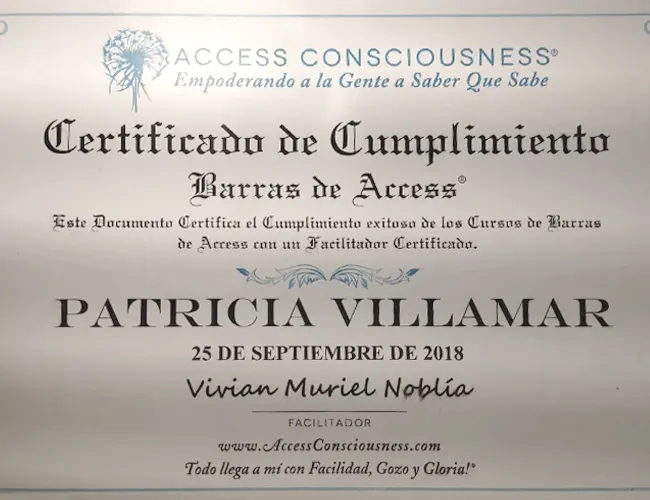 ACCESS CONSCIOUSNESS®
Empoderando a la Gente a Saber Que Sabe
Certificado de Cumplimiento
Barras de Access®
Este Documento Certifica el Cumplimiento exitoso de los Cursos de Barras
de Access con un Facilitador Certificado.
PATRICIA VILLAMAR
25 DE SEPTIEMBRE DE 2018
Vivian Muriel Noblía
FACILITADOR
www.AccessConsciousness.com
Todo llega a mí con Facilidad, Gozo y Gloria!®